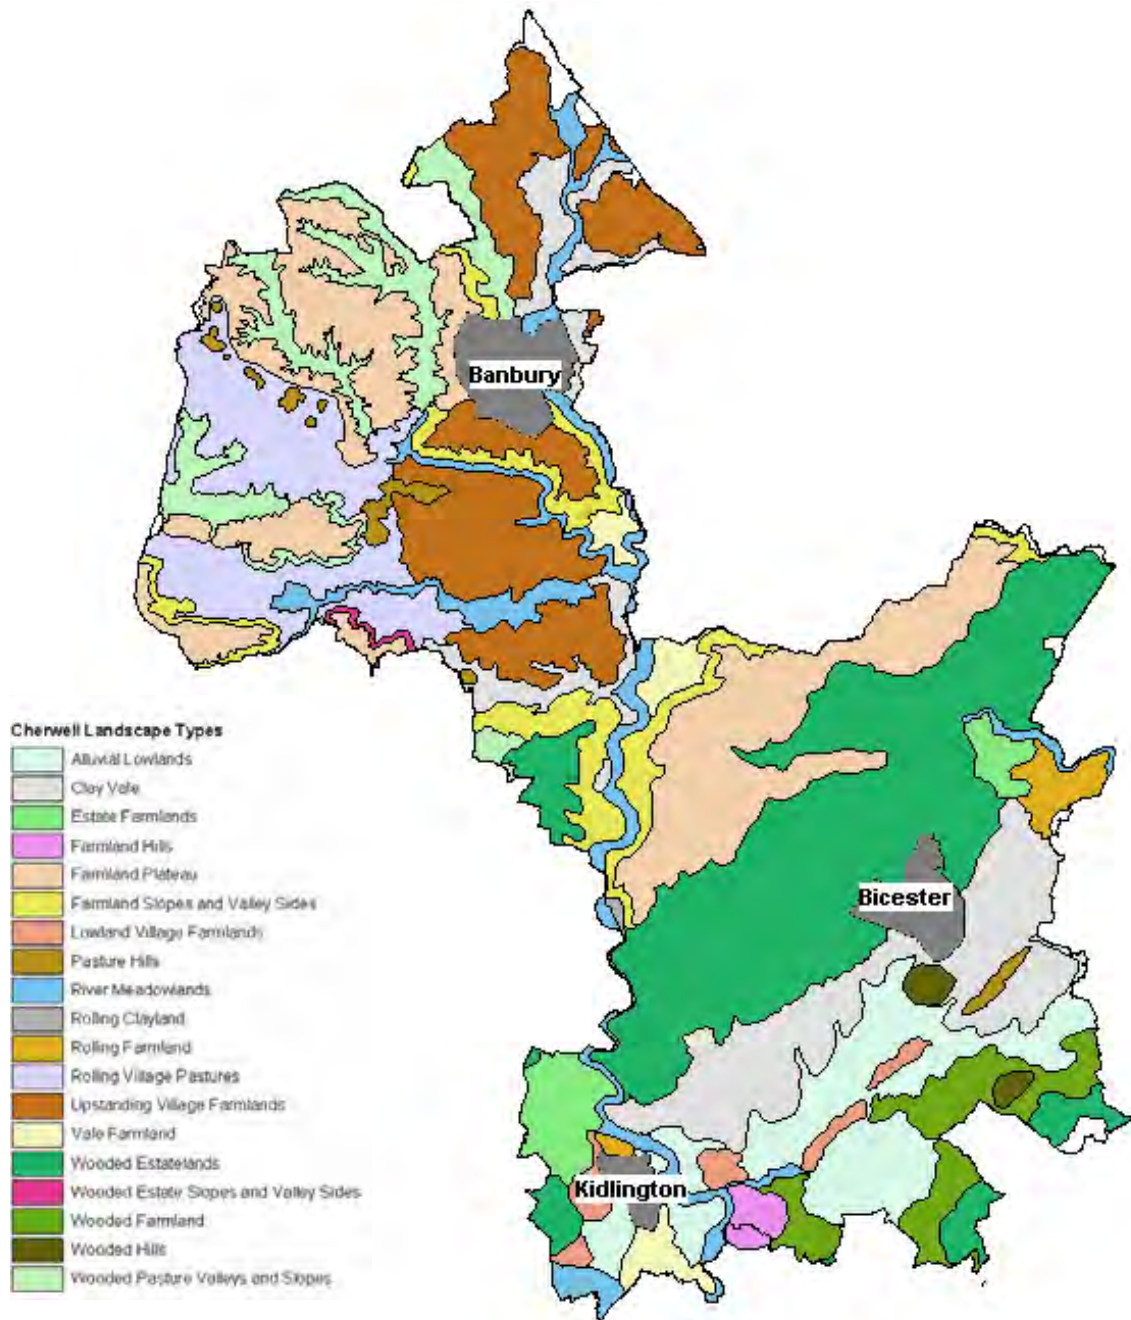 Banbury
Cherwell Landscape Types
Alluvial Lowlands
Clay Vale
Estate Farmlands
Farmland Hills
Farmland Plateau
Farmland Slopes and Valley Sides
Lowland Village Farmlands
Pasture Hills
River Meadowlands
Rolling Clayland
Rolling Farmland
Rolling Village Pastures
Upstanding Village Farmlands
Vale Farmland
Wooded Estatelands
Wooded Estate Slopes and Valley Sides
Wooded Farmland
Wooded Hills
Wooded Pasture Valleys and Slopes
Bicester
Kidlington